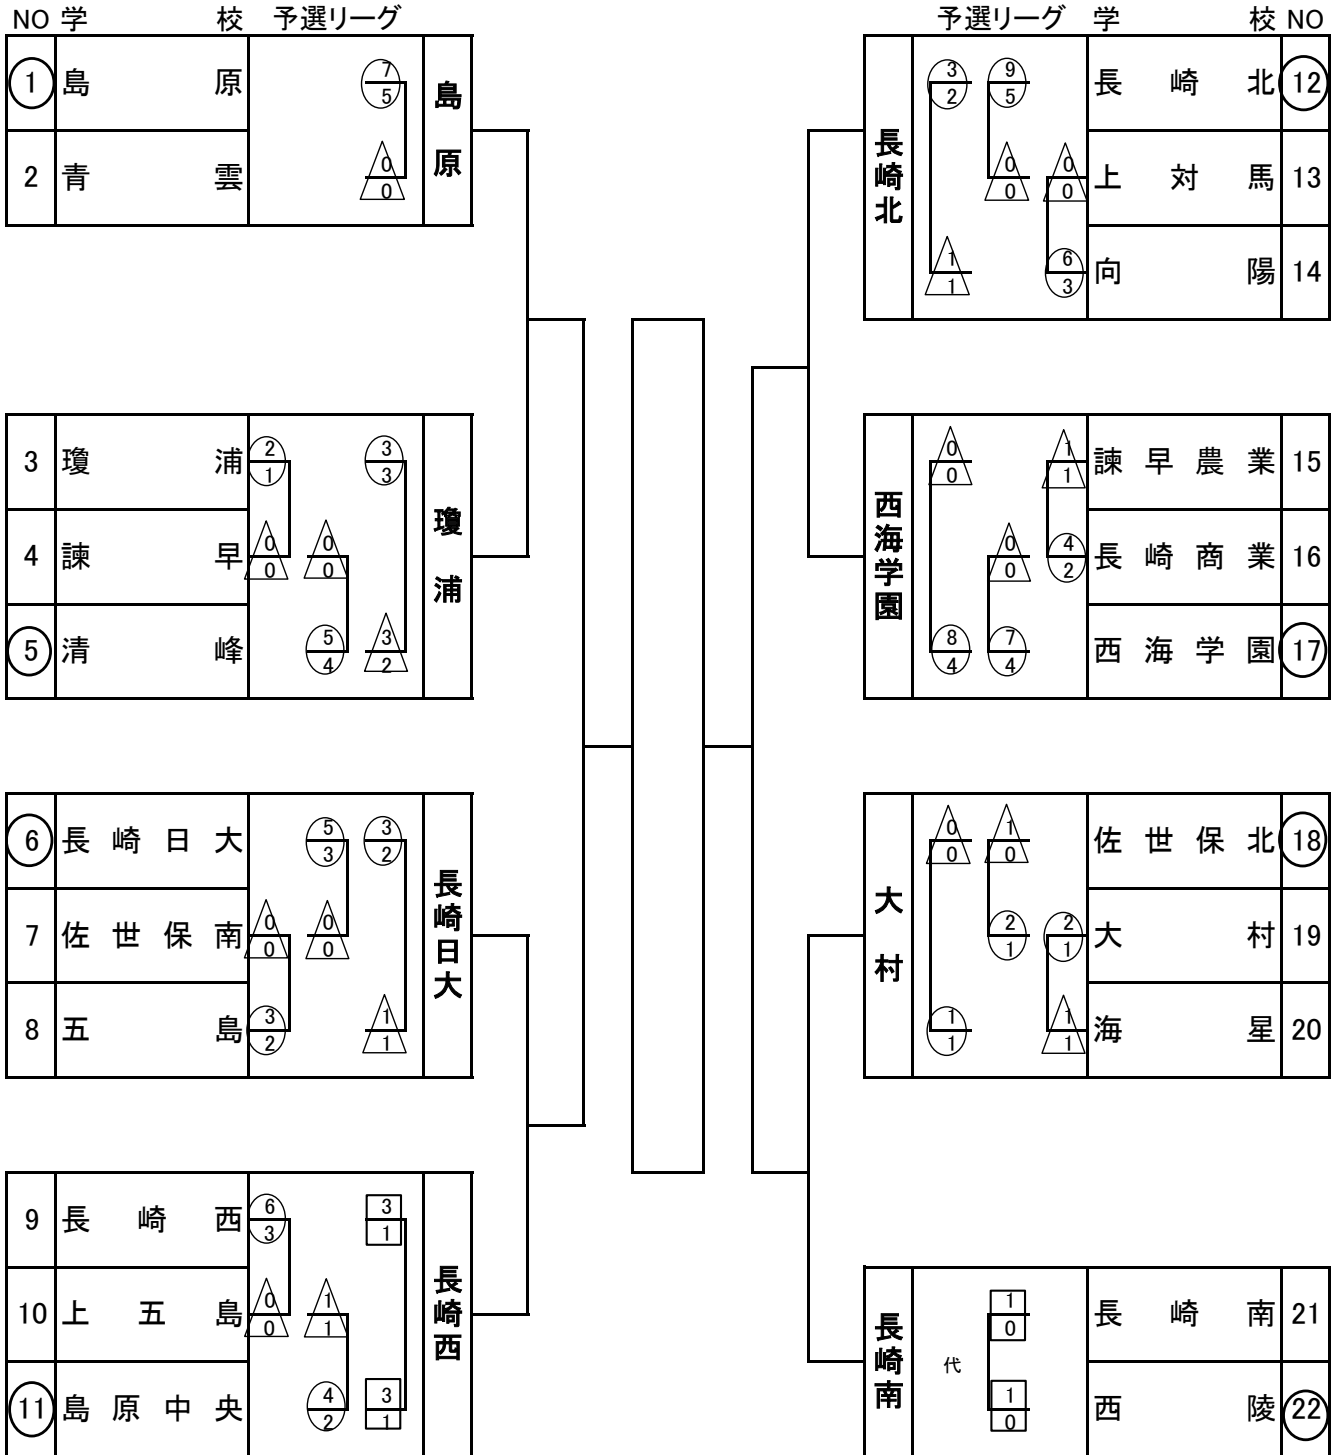 NO 学 校 予選リーグ
1 島原 7 5 島原
2 青雲 0 0
3 瓊浦 2 1 3 3 瓊浦
4 諫早 0 0 0 0
5 清峰 5 4 3 2
6 長崎日大 5 3 3 2 長崎日大
7 佐世保南 0 0 0 0
8 五島 3 2 1 1
9 長崎西 6 3 3 1 長崎西
10 上五島 0 0 1 1
11 島原中央 4 2 3 1
予選リーグ 学 校 NO
長崎北 3 2 9 5 長崎北 12
0 0 0 0 上対馬 13
1 1 6 3 向陽 14
西海学園 0 0 1 1 諫早農業 15
0 0 4 2 長崎商業 16
8 4 7 4 西海学園 17
大村 0 0 1 0 佐世保北 18
2 1 2 1 大村 19
1 1 1 1 海星 20
長崎南 1 0 長崎南 21
代 1 0 西陵 22